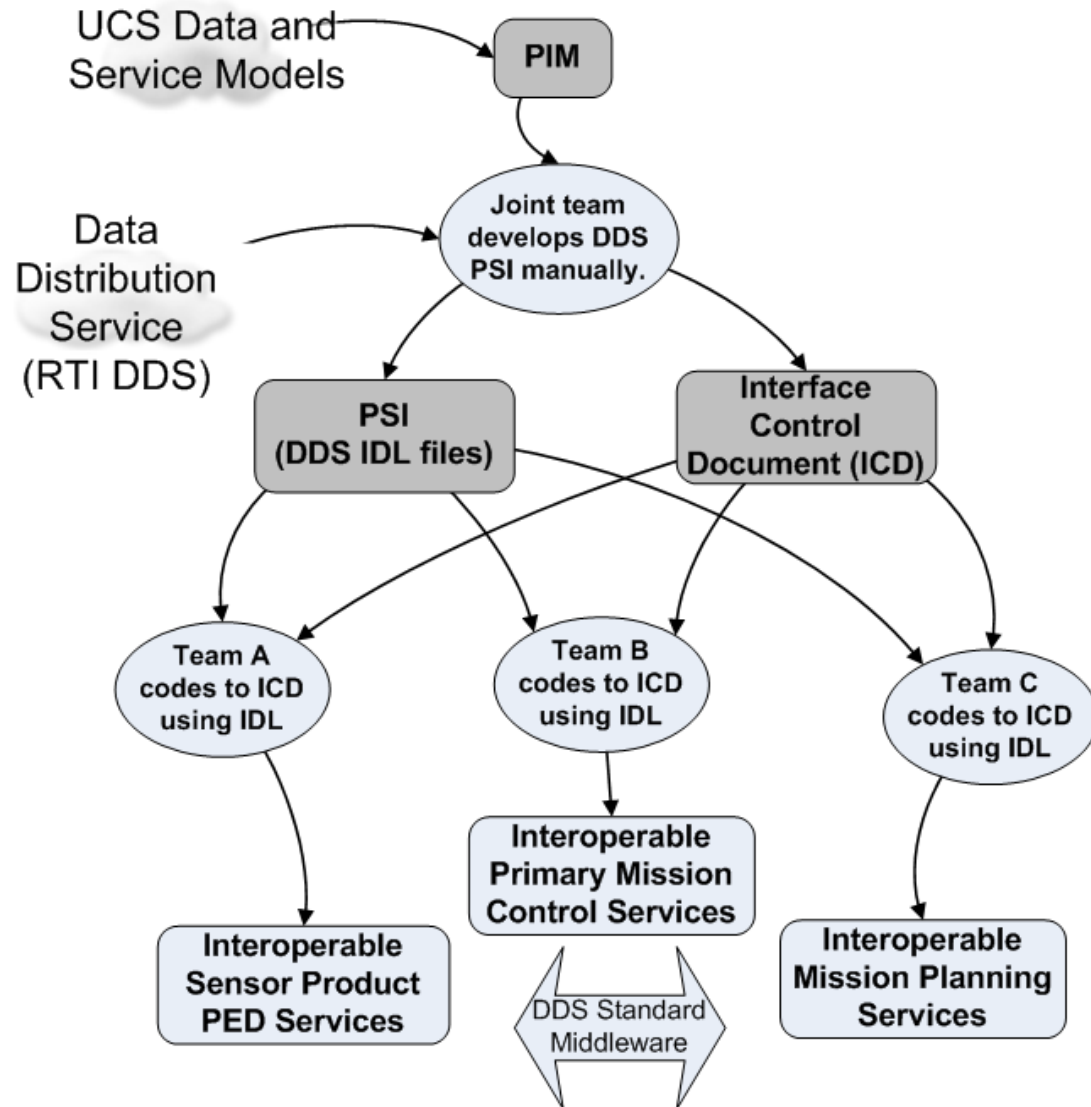 UCS Data and
Service Models
PIM
Joint team
develops DDS
PSI manually.
Data
Distribution
Service
(RTI DDS)
PSI
(DDS IDL files)
Interface
Control
Document (ICD)
Team A
codes to ICD
using IDL
Team B
codes to ICD
using IDL
Team C
codes to ICD
using IDL
Interoperable
Primary Mission
Control Services
Interoperable
Sensor Product
PED Services
Interoperable
Mission Planning
Services
DDS Standard
Middleware